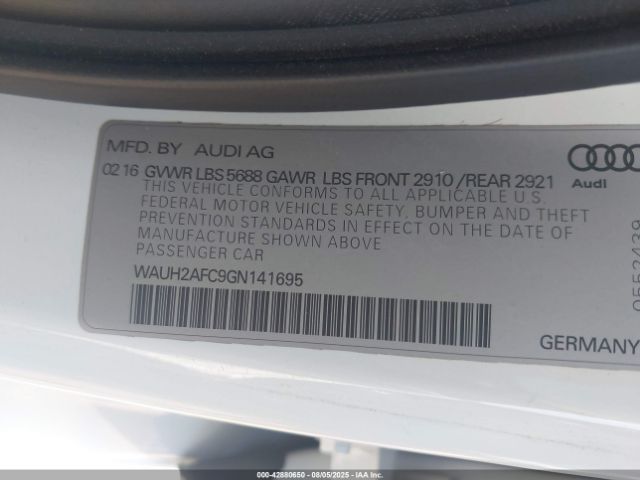 MFD. BY AUDI AG
02 16 GVWR LBS 5688 GAWR LBS FRONT 2910 /REAR 2921
THIS VEHICLE CONFORMS TO ALL APPLICABLE U.S.
FEDERAL MOTOR VEHICLE SAFETY, BUMPER AND THEFT
PREVENTION STANDARDS IN EFFECT ON THE DATE OF
MANUFACTURE SHOWN ABOVE
PASSENGER CAR
WAUH2AFC9GN141695
Audi
GERMANY
000-42880650 - 08/05/2025 - IAAI.COM